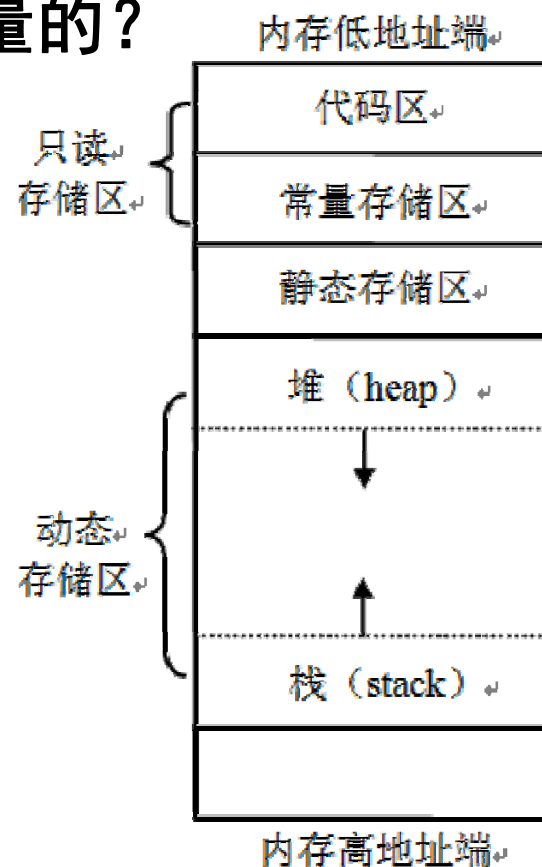 量的？
内存低地址端
代码区
只读
存储区
常量存储区
静态存储区
堆（heap）
动态
存储区
栈（stack）
内存高地址端